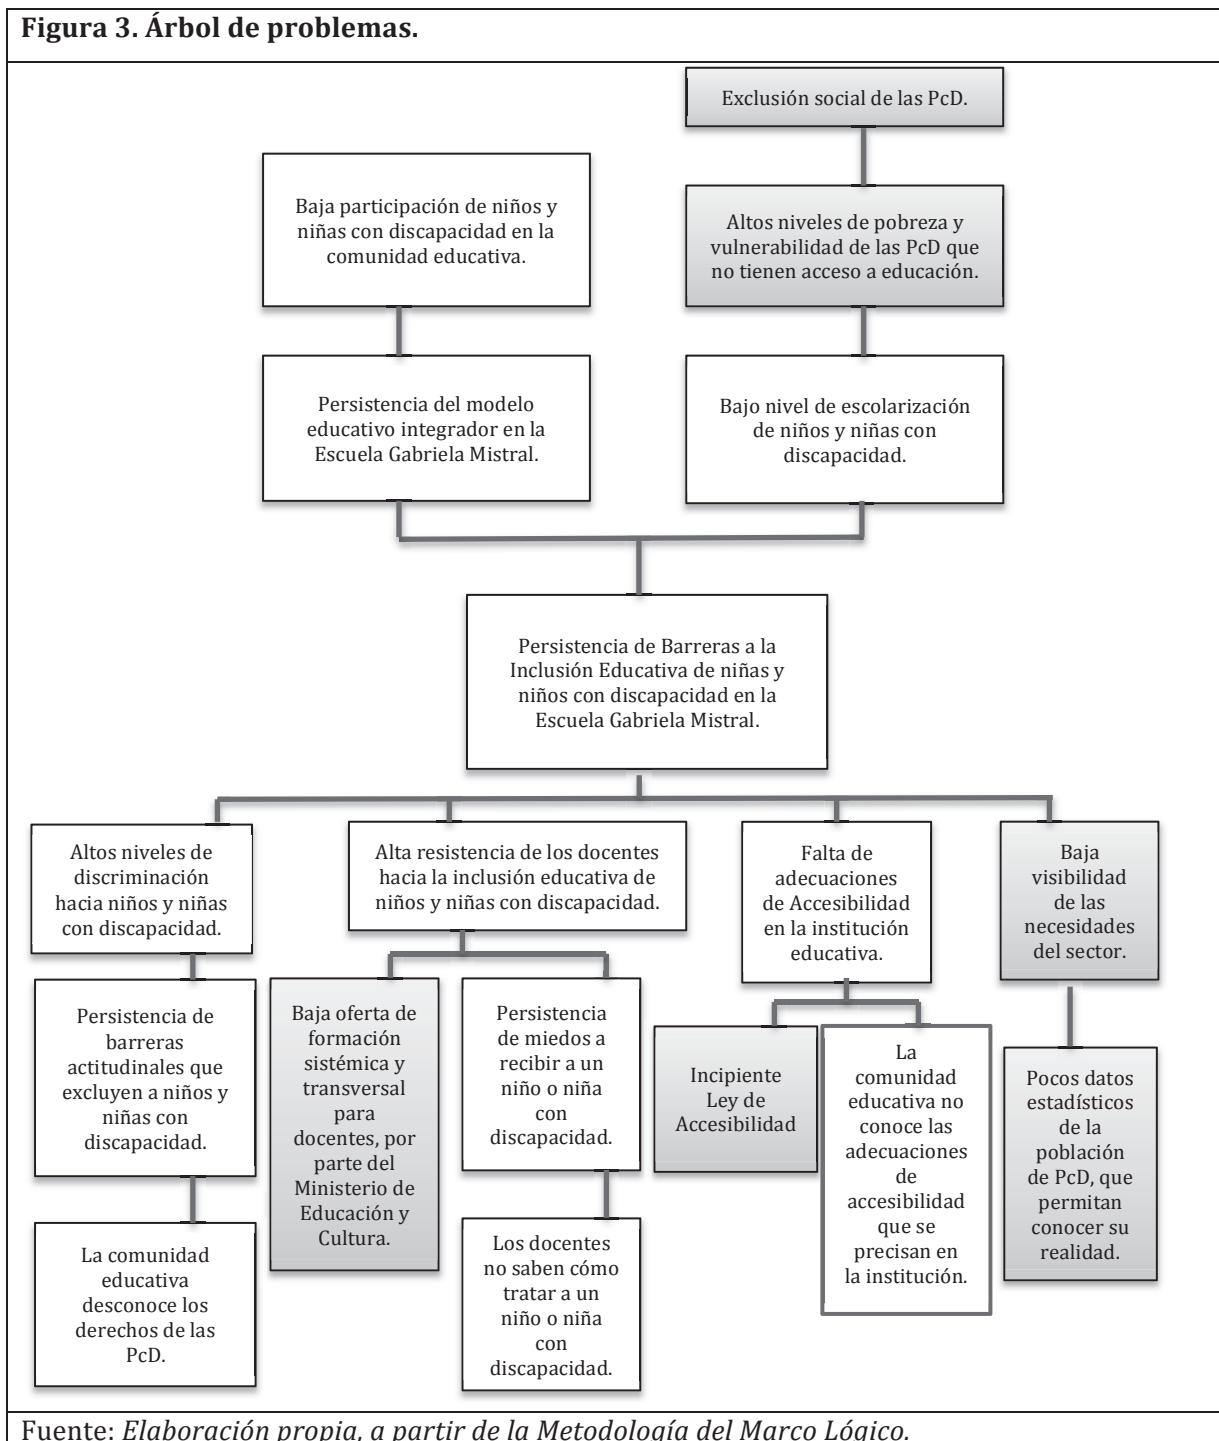 Figura 3. Árbol de problemas.
Exclusión social de las PcD.
Baja participación de niños y
niñas con discapacidad en la
comunidad educativa.
Altos niveles de pobreza y
vulnerabilidad de las PcD que
no tienen acceso a educación.
Persistencia del modelo
educativo integrador en la
Escuela Gabriela Mistral.
Bajo nivel de escolarización
de niños y niñas con
discapacidad.
Persistencia de Barreras a la
Inclusión Educativa de niñas y
niños con discapacidad en la
Escuela Gabriela Mistral.
Altos niveles de
discriminación
hacia niños y niñas
con discapacidad.
Alta resistencia de los docentes
hacia la inclusión educativa de
niños y niñas con discapacidad.
Falta de
adecuaciones
de Accesibilidad
en la institución
educativa.
Baja
visibilidad
de las
necesidades
del sector.
Persistencia de
barreras
actitudinales que
excluyen a niños y
niñas con
discapacidad.
Baja oferta de
formación
sistémica y
transversal
para
docentes, por
parte del
Ministerio de
Educación y
Cultura.
Persistencia
de miedos a
recibir a un
niño o niña
con
discapacidad.
Incipiente
Ley de
Accesibilidad
La
comunidad
educativa no
conoce las
adecuaciones
de
accesibilidad
que se
precisan en
la institución.
Pocos datos
estadísticos
de la
población
de PcD, que
permitan
conocer su
realidad.
La comunidad
educativa
desconoce los
derechos de las
PcD.
Los docentes
no saben cómo
tratar a un
niño o niña
con
discapacidad.
Fuente: Elaboración propia, a partir de la Metodología del Marco Lógico.